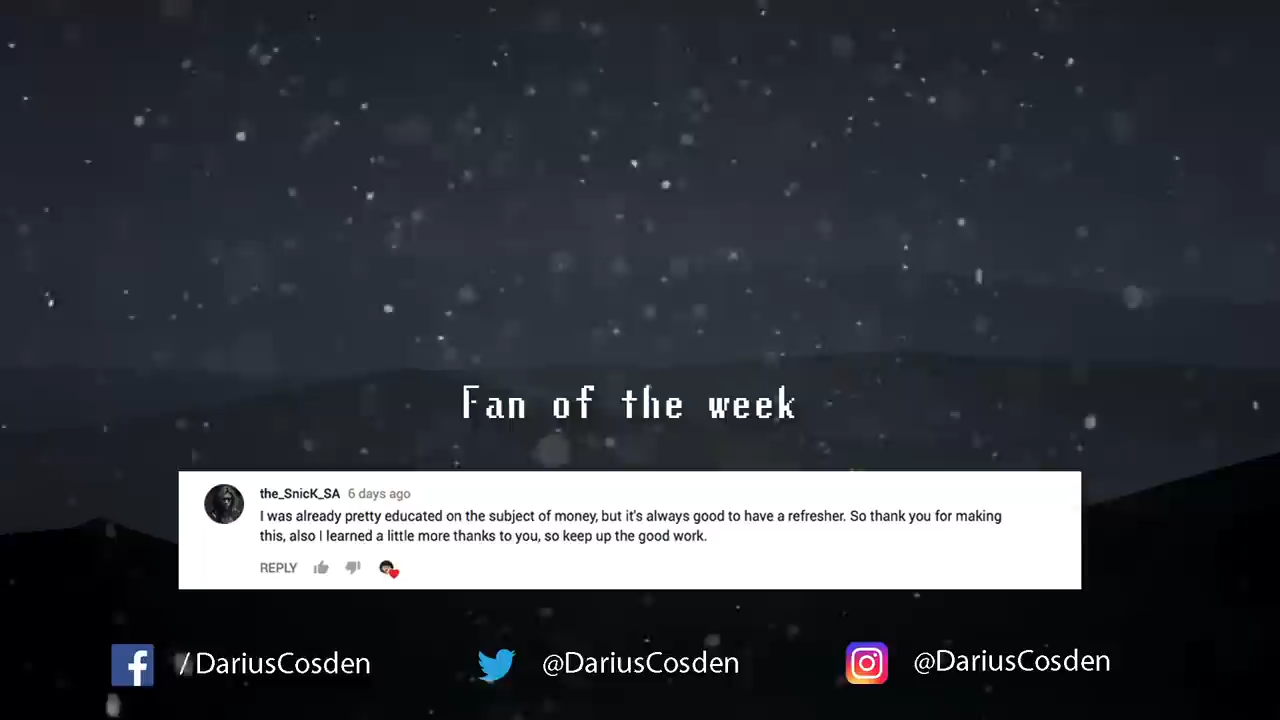 Fan of the week
the_SnicK_SA 6 days ago
I was already pretty educated on the subject of money, but it's always good to have a refresher. So thank you for making
this, also I learned a little more thanks to you, so keep up the good work.
REPLY
/DariusCosden @DariusCosden @DariusCosden